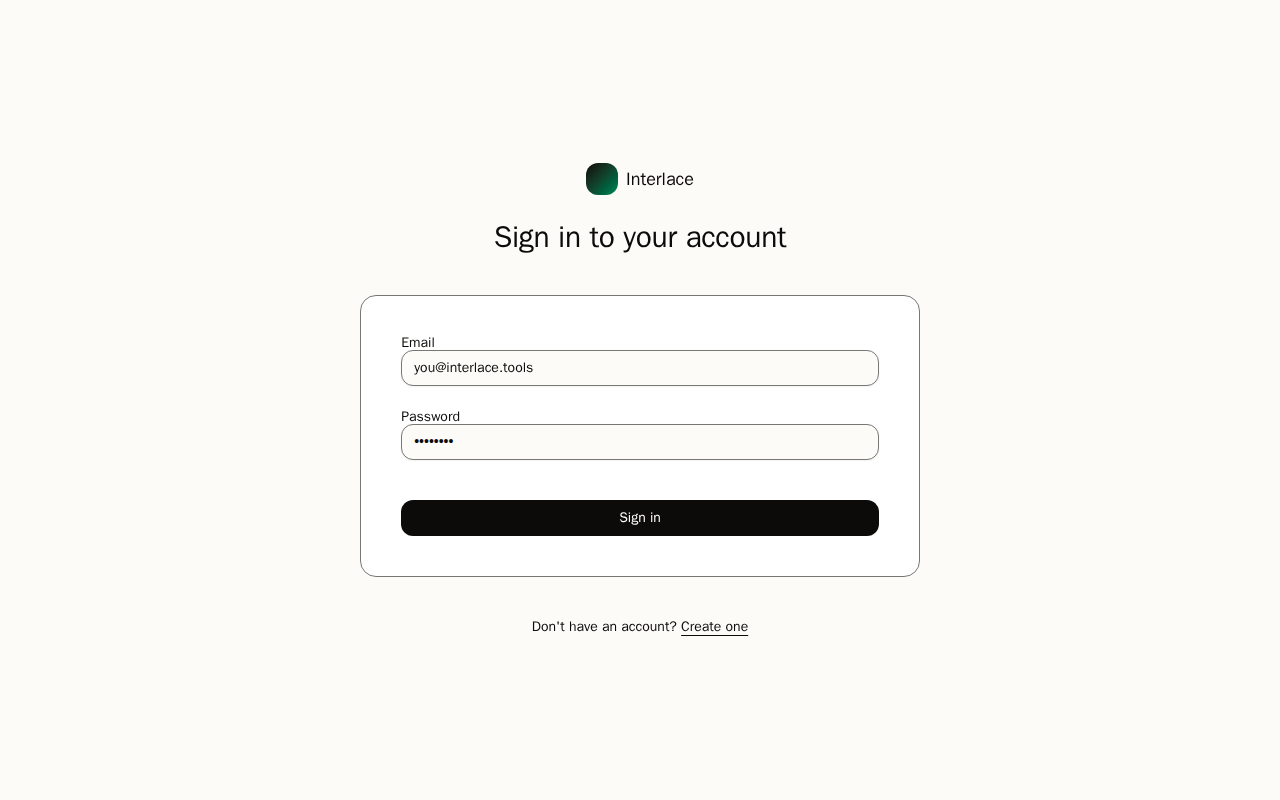 Interlace
Sign in to your account
Email
you@interlace.tools
Password
••••••••
Sign in
Don't have an account? Create one